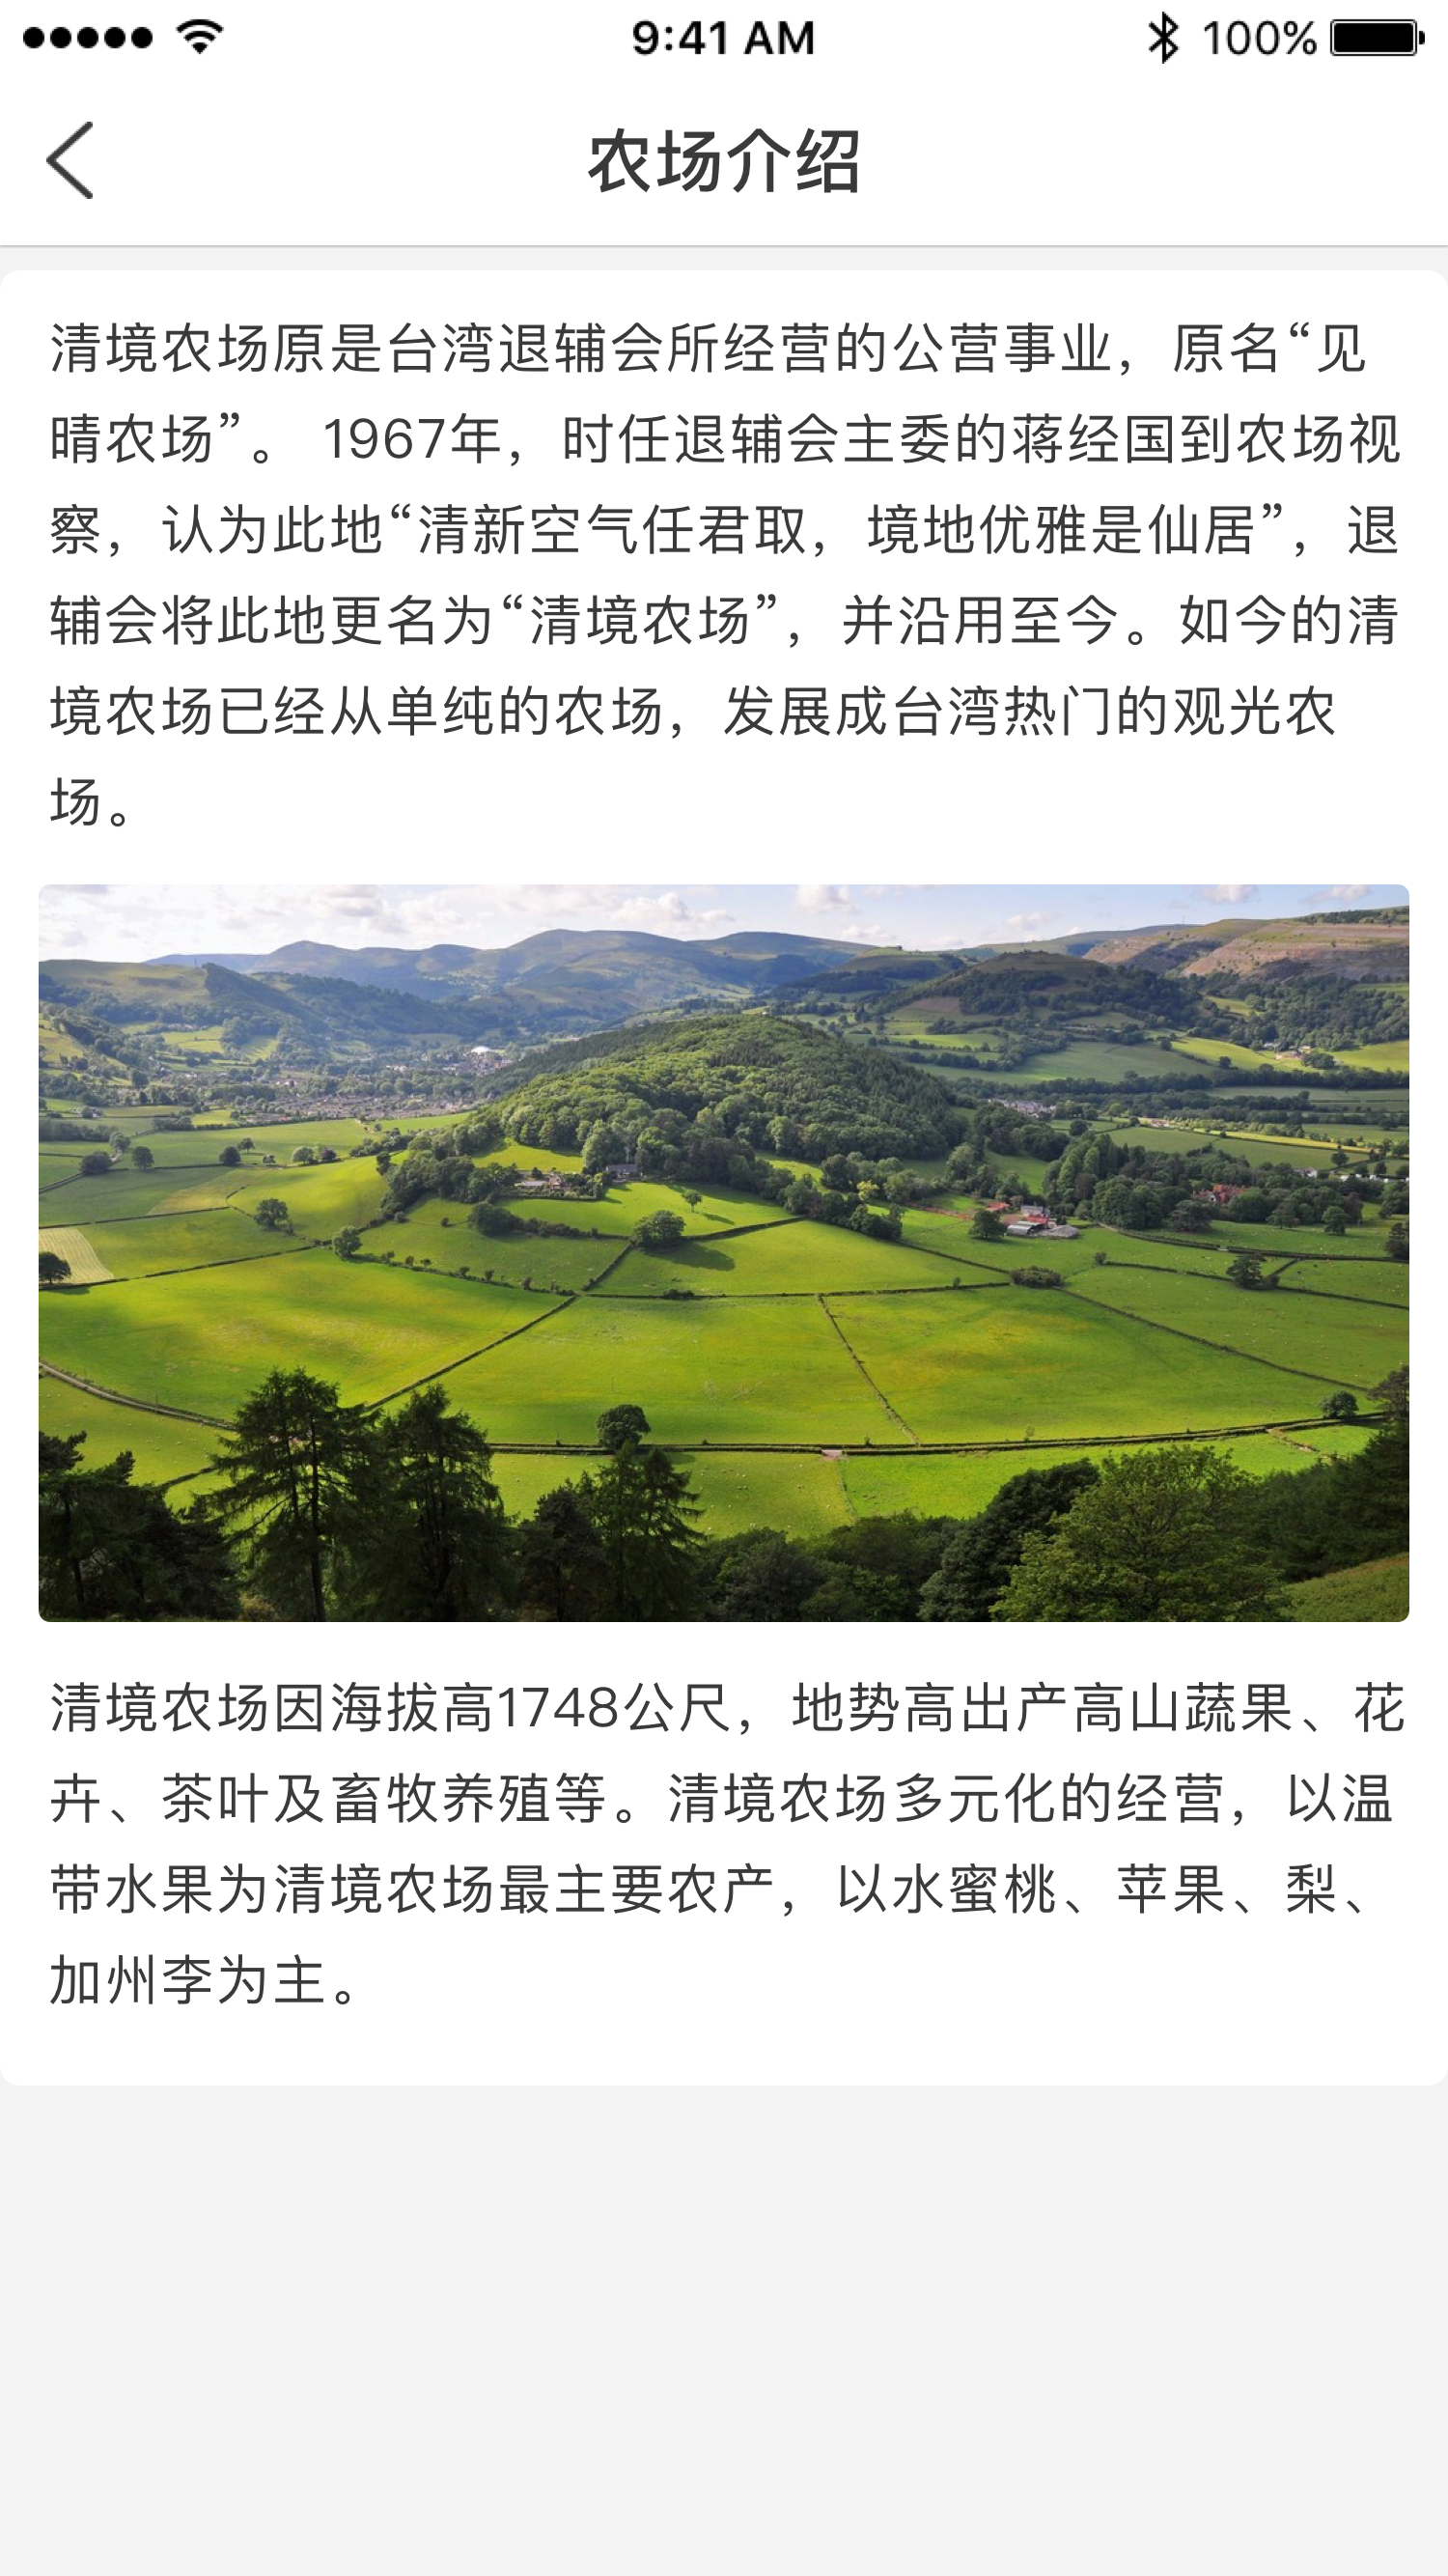 9:41 AM
100%
农场介绍
清境农场原是台湾退辅会所经营的公营事业，原名“见
晴农场”。 1967年，时任退辅会主委的蒋经国到农场视
察，认为此地“清新空气任君取，境地优雅是仙居”，退
辅会将此地更名为“清境农场”，并沿用至今。如今的清
境农场已经从单纯的农场，发展成台湾热门的观光农
场。
清境农场因海拔高1748公尺，地势高出产高山蔬果、花
卉、茶叶及畜牧养殖等。清境农场多元化的经营，以温
带水果为清境农场最主要农产，以水蜜桃、苹果、梨、
加州李为主。